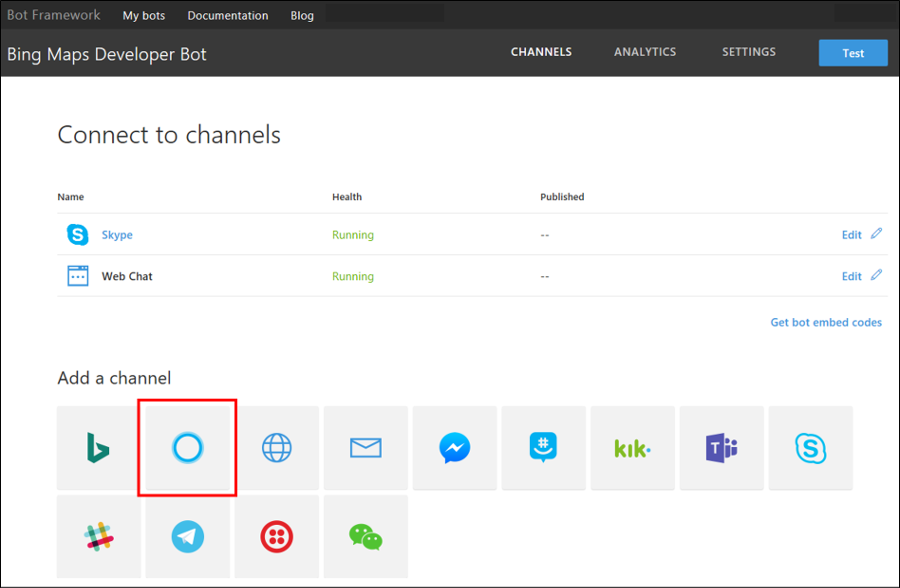 Bot Framework My bots Documentation Blog
Bing Maps Developer Bot CHANNELS ANALYTICS SETTINGS Test
Connect to channels
Name Health Published
S Skype Running -- Edit
Web Chat Running -- Edit
Get bot embed codes
Add a channel
# kik. T S